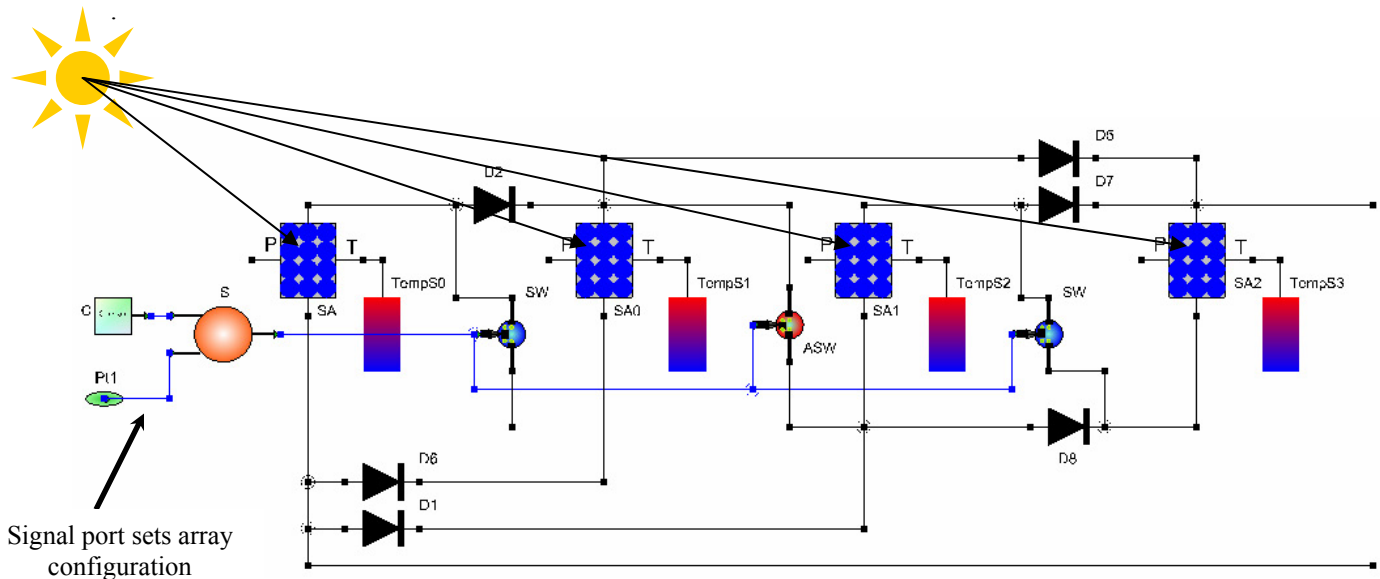 D5
D2
D7
P
T
P
T
P
T
P
T
TempS0
SW
TempS1
TempS2
SW
TempS3
S
SA
SA0
SA1
SA2
C
ASW
Pt1
D6
D8
D1
Signal port sets array
configuration